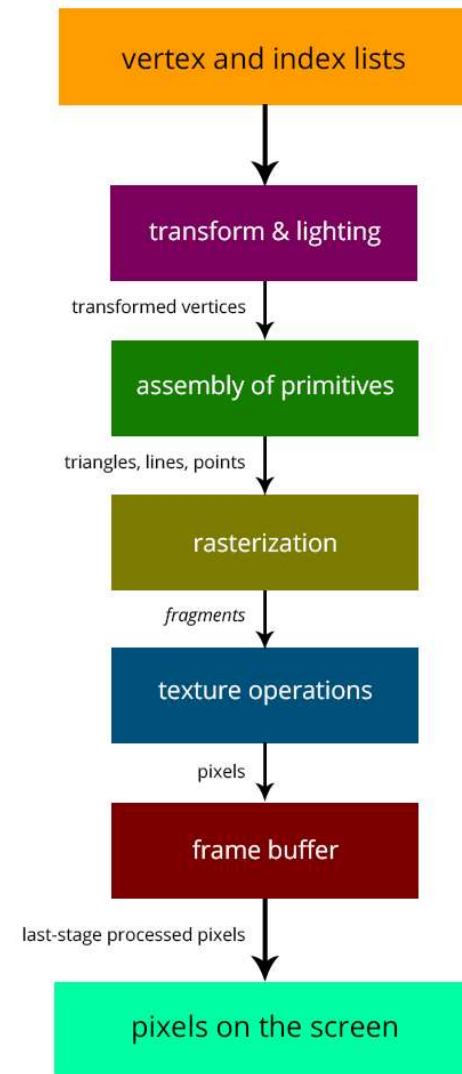 vertex and index lists
transform & lighting
transformed vertices
assembly of primitives
triangles, lines, points
rasterization
fragments
texture operations
pixels
frame buffer
last-stage processed pixels
pixels on the screen